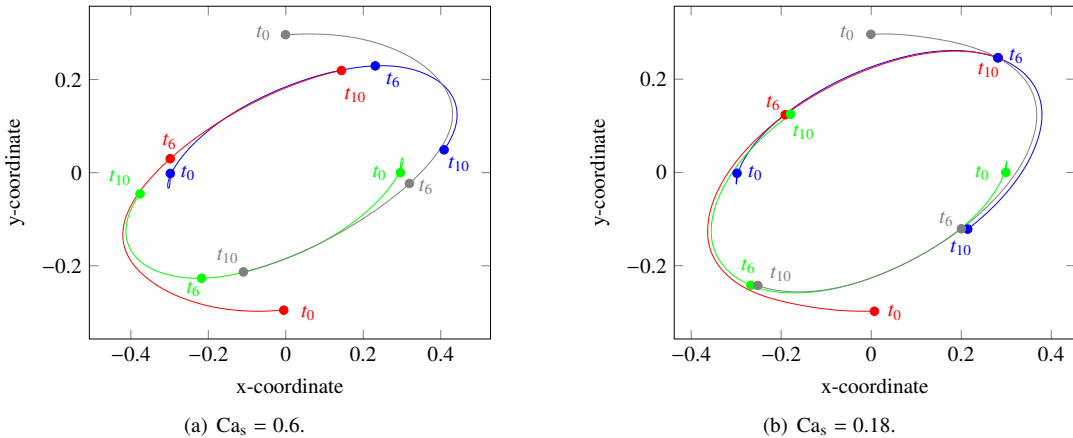 t0
t6
t10
t6
t0
t10
t0
t6
t10
t10
t6
t0
−0.4 −0.2 0 0.2 0.4
−0.2
0
0.2
x-coordinate
y-coordinate
(a) Caₛ = 0.6.
t0
t6
t10
t6
t10
t0
t0
t6
t10
t6
t10
t0
−0.4 −0.2 0 0.2 0.4
−0.2
0
0.2
x-coordinate
y-coordinate
(b) Caₛ = 0.18.